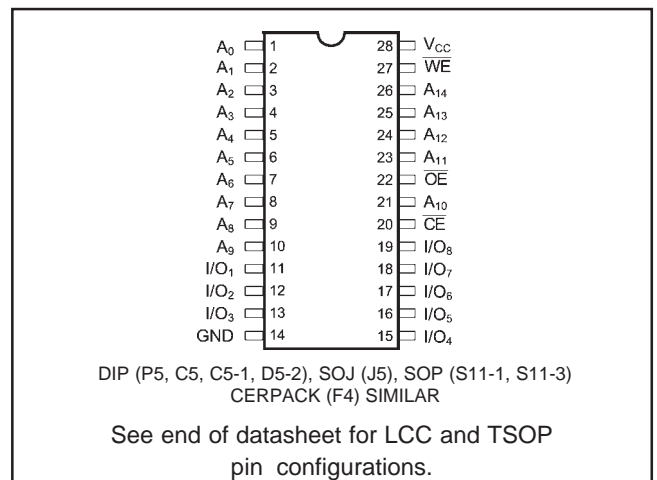 A₀ 1 28 V_CC
A₁ 2 27 W̅E̅
A₂ 3 26 A₁₄
A₃ 4 25 A₁₃
A₄ 5 24 A₁₂
A₅ 6 23 A₁₁
A₆ 7 22 O̅E̅
A₇ 8 21 A₁₀
A₈ 9 20 C̅E̅
A₉ 10 19 I/O₈
I/O₁ 11 18 I/O₇
I/O₂ 12 17 I/O₆
I/O₃ 13 16 I/O₅
GND 14 15 I/O₄
DIP (P5, C5, C5-1, D5-2), SOJ (J5), SOP (S11-1, S11-3)
CERPACK (F4) SIMILAR
See end of datasheet for LCC and TSOP
pin configurations.